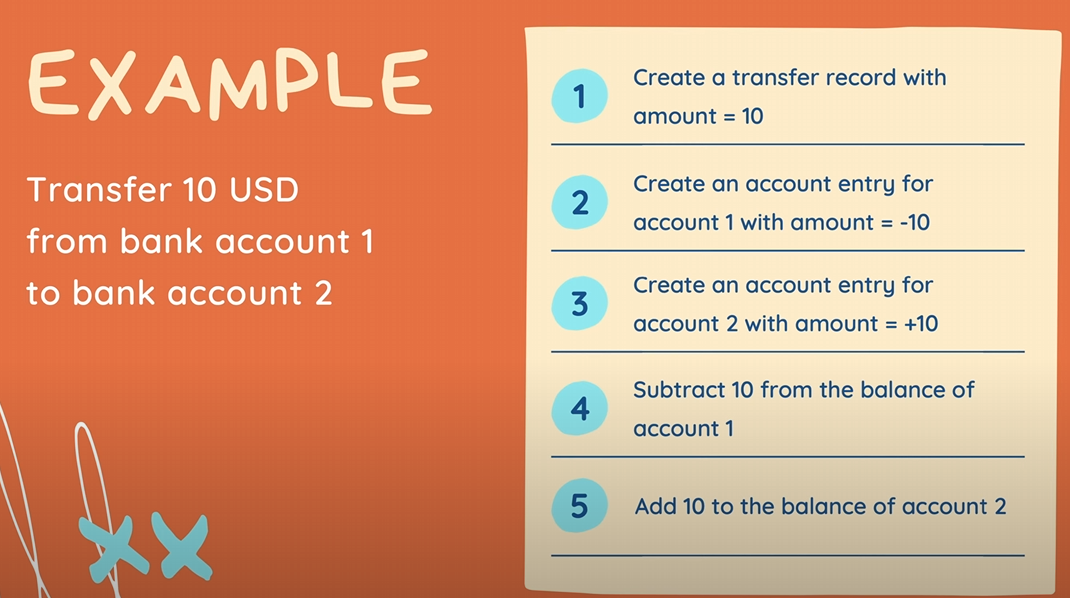 EXAMPLE
Transfer 10 USD
from bank account 1
to bank account 2
1
Create a transfer record with
amount = 10
2
Create an account entry for
account 1 with amount = -10
3
Create an account entry for
account 2 with amount = +10
4
Subtract 10 from the balance of
account 1
5
Add 10 to the balance of account 2